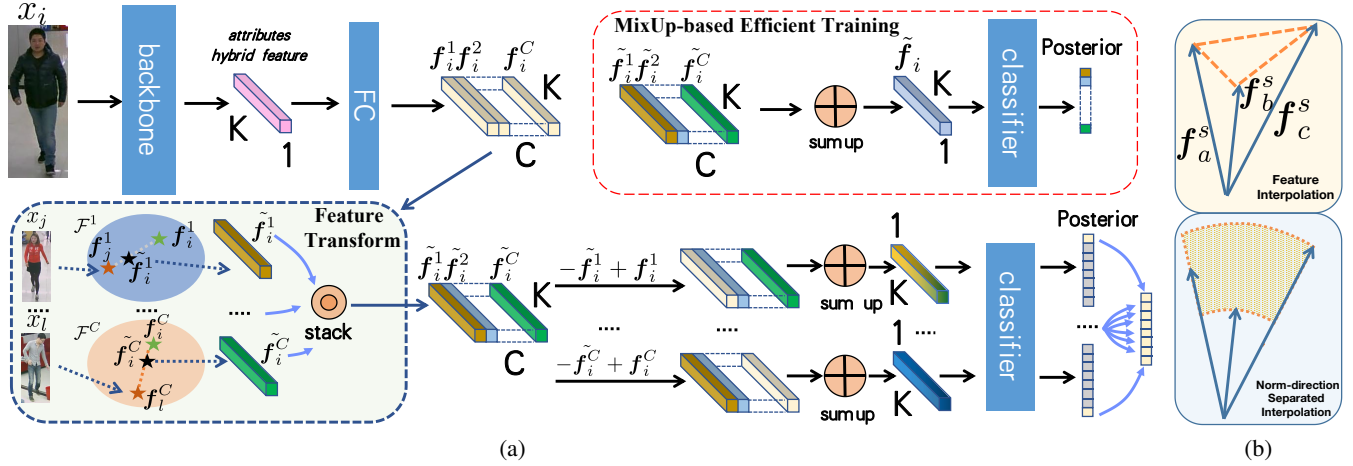 x_i
backbone
attributes
hybrid feature
K
1
FC
f_i^1 f_i^2 f_i^C
K
C
MixUp-based Efficient Training
f̃_i^1 f̃_i^2 f̃_i^C
K
C
sum up
f̃_i
K
1
classifier
Posterior
f_a^s
f_b^s
f_c^s
Feature
Interpolation
Feature
Transform
x_j
F^1
f_j^1
f̃_i^1
f_i^1
f̃_i^1
......
x_l
F^C
f_i^C
f̃_i^C
f_l^C
....
f̃_i^C
stack
f̃_i^1 f̃_i^2 f̃_i^C
K
C
−f̃_i^1 + f_i^1
....
−f̃_i^C + f_i^C
....
sum up
1
K
....
sum up
1
K
classifier
Posterior
....
Norm-direction
Separated
Interpolation
(a)
(b)